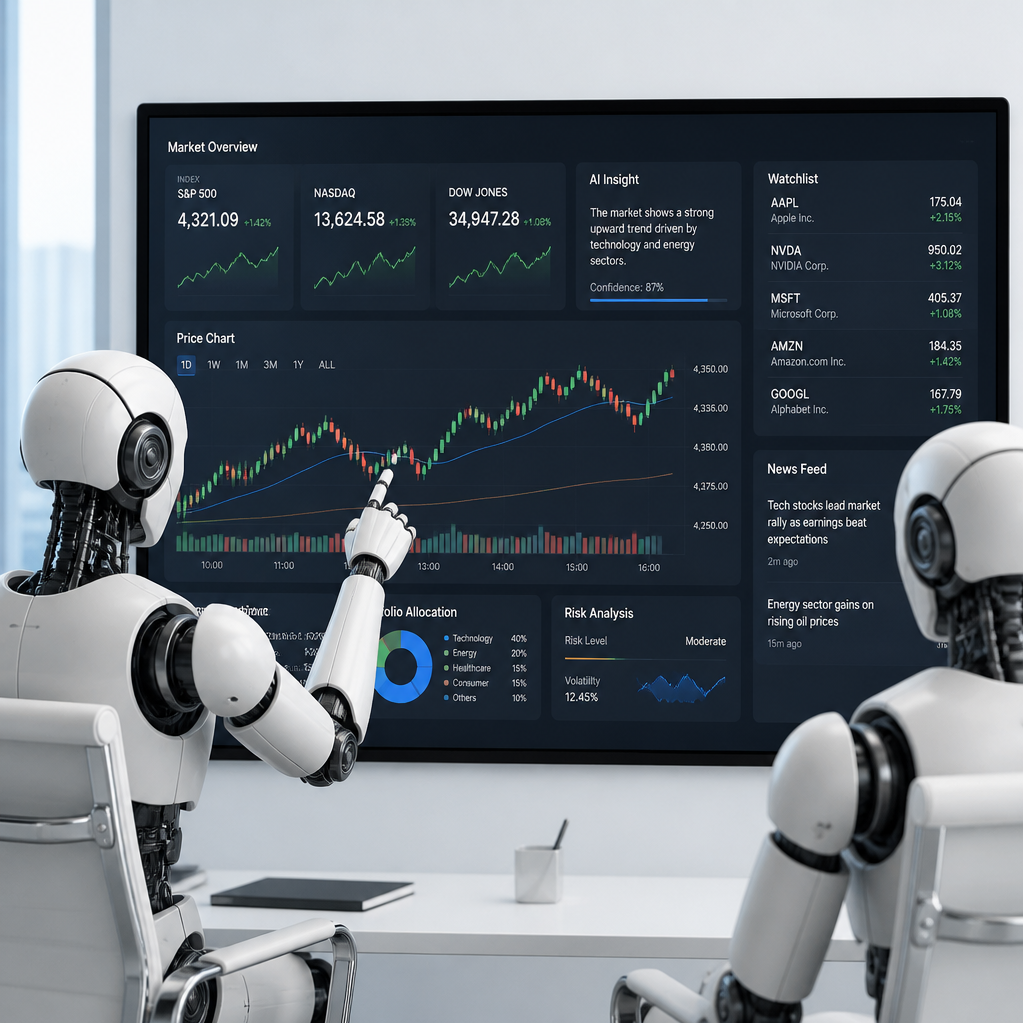 Market Overview
INDEX
S&P 500
4,321.09 +1.42%
NASDAQ
13,624.58 +1.35%
DOW JONES
34,947.28 +1.08%
AI Insight
The market shows a strong
upward trend driven by
technology and energy
sectors.
Confidence: 87%
Watchlist
AAPL 175.04
Apple Inc. +2.15%
NVDA 950.02
NVIDIA Corp. +3.12%
MSFT 405.37
Microsoft Corp. +1.08%
AMZN 184.35
Amazon.com Inc. +1.42%
GOOGL 167.79
Alphabet Inc. +1.75%
Price Chart
1D 1W 1M 3M 1Y ALL
4,350.00
4,335.00
4,380.00
4,375.00
4,250.00
10:00 11:00 13:00 14:00 15:00 16:00
News Feed
Tech stocks lead market
rally as earnings beat
expectations
2m ago
Energy sector gains on
rising oil prices
15m ago
folio Allocation
Technology 40%
Energy 20%
Healthcare 15%
Consumer 15%
Others 10%
Risk Analysis
Risk Level Moderate
Volatility
12.45%